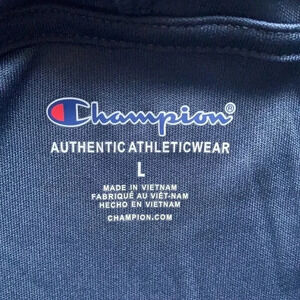 Champion®
AUTHENTIC ATHLETICWEAR
L
MADE IN VIETNAM
FABRIQUÉ AU VIÊT-NAM
HECHO EN VIETNAM
CHAMPION.COM